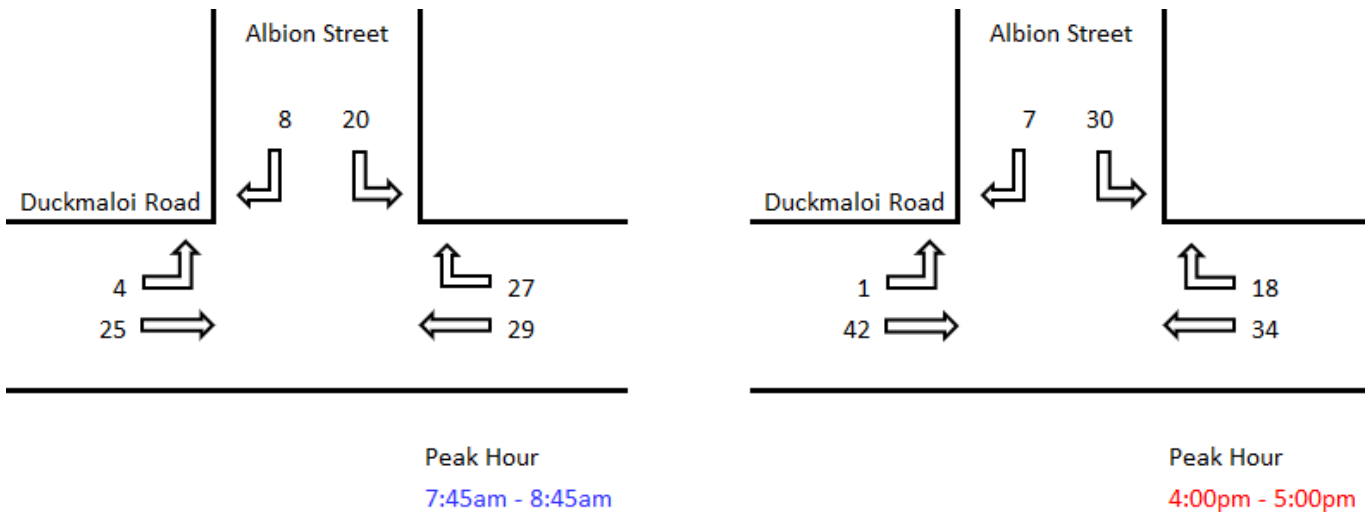 Albion Street
8 20
Duckmaloi Road
4 27
25 29
Peak Hour
7:45am - 8:45am
Albion Street
7 30
Duckmaloi Road
1 18
42 34
Peak Hour
4:00pm - 5:00pm